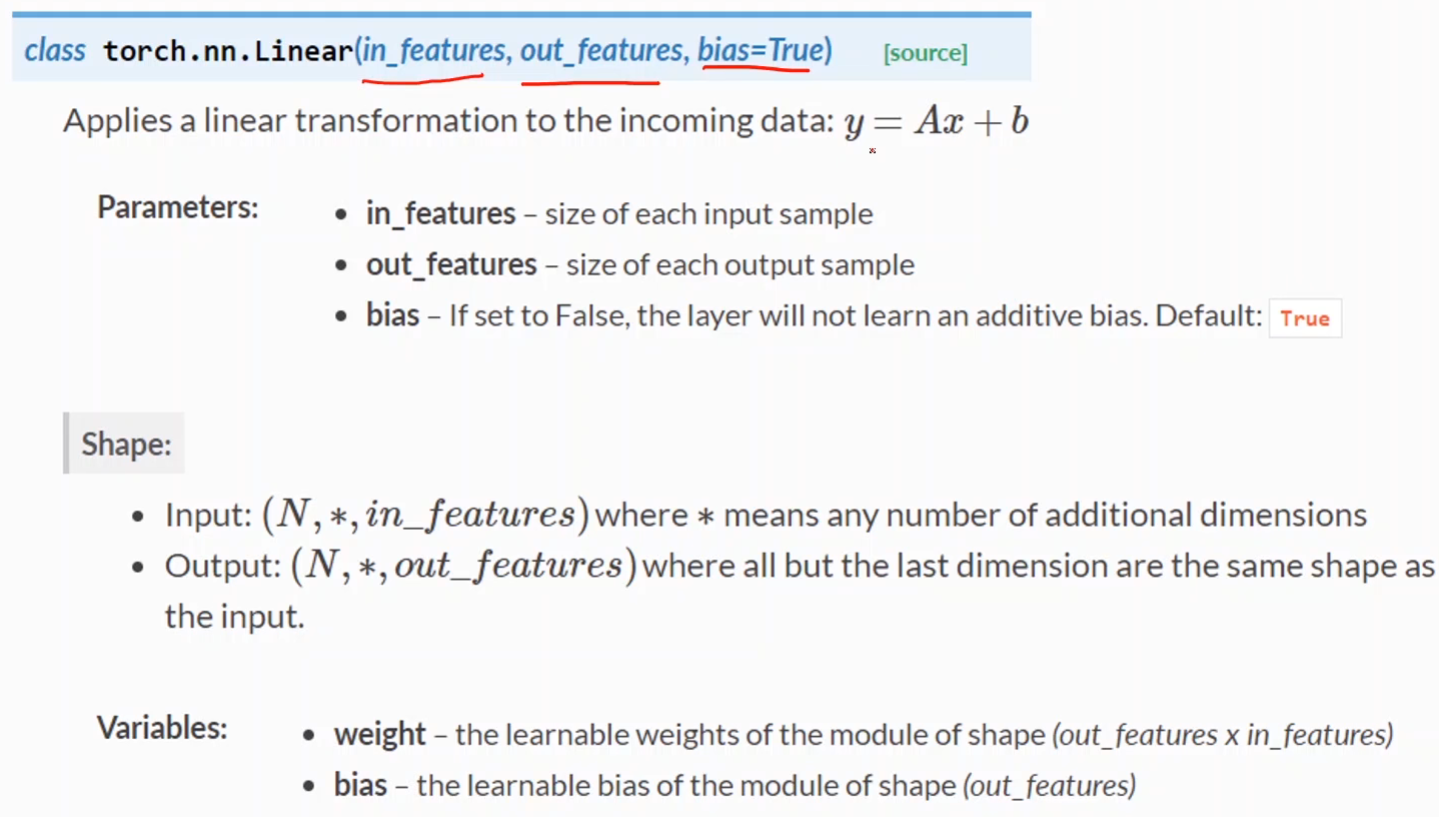 class torch.nn.Linear(in_features, out_features, bias=True) [source]
Applies a linear transformation to the incoming data: y = Ax + b
Parameters:
• in_features – size of each input sample
• out_features – size of each output sample
• bias – If set to False, the layer will not learn an additive bias. Default: True
Shape:
• Input: (N, *, in_features) where * means any number of additional dimensions
• Output: (N, *, out_features) where all but the last dimension are the same shape as
the input.
Variables:
• weight – the learnable weights of the module of shape (out_features x in_features)
• bias – the learnable bias of the module of shape (out_features)